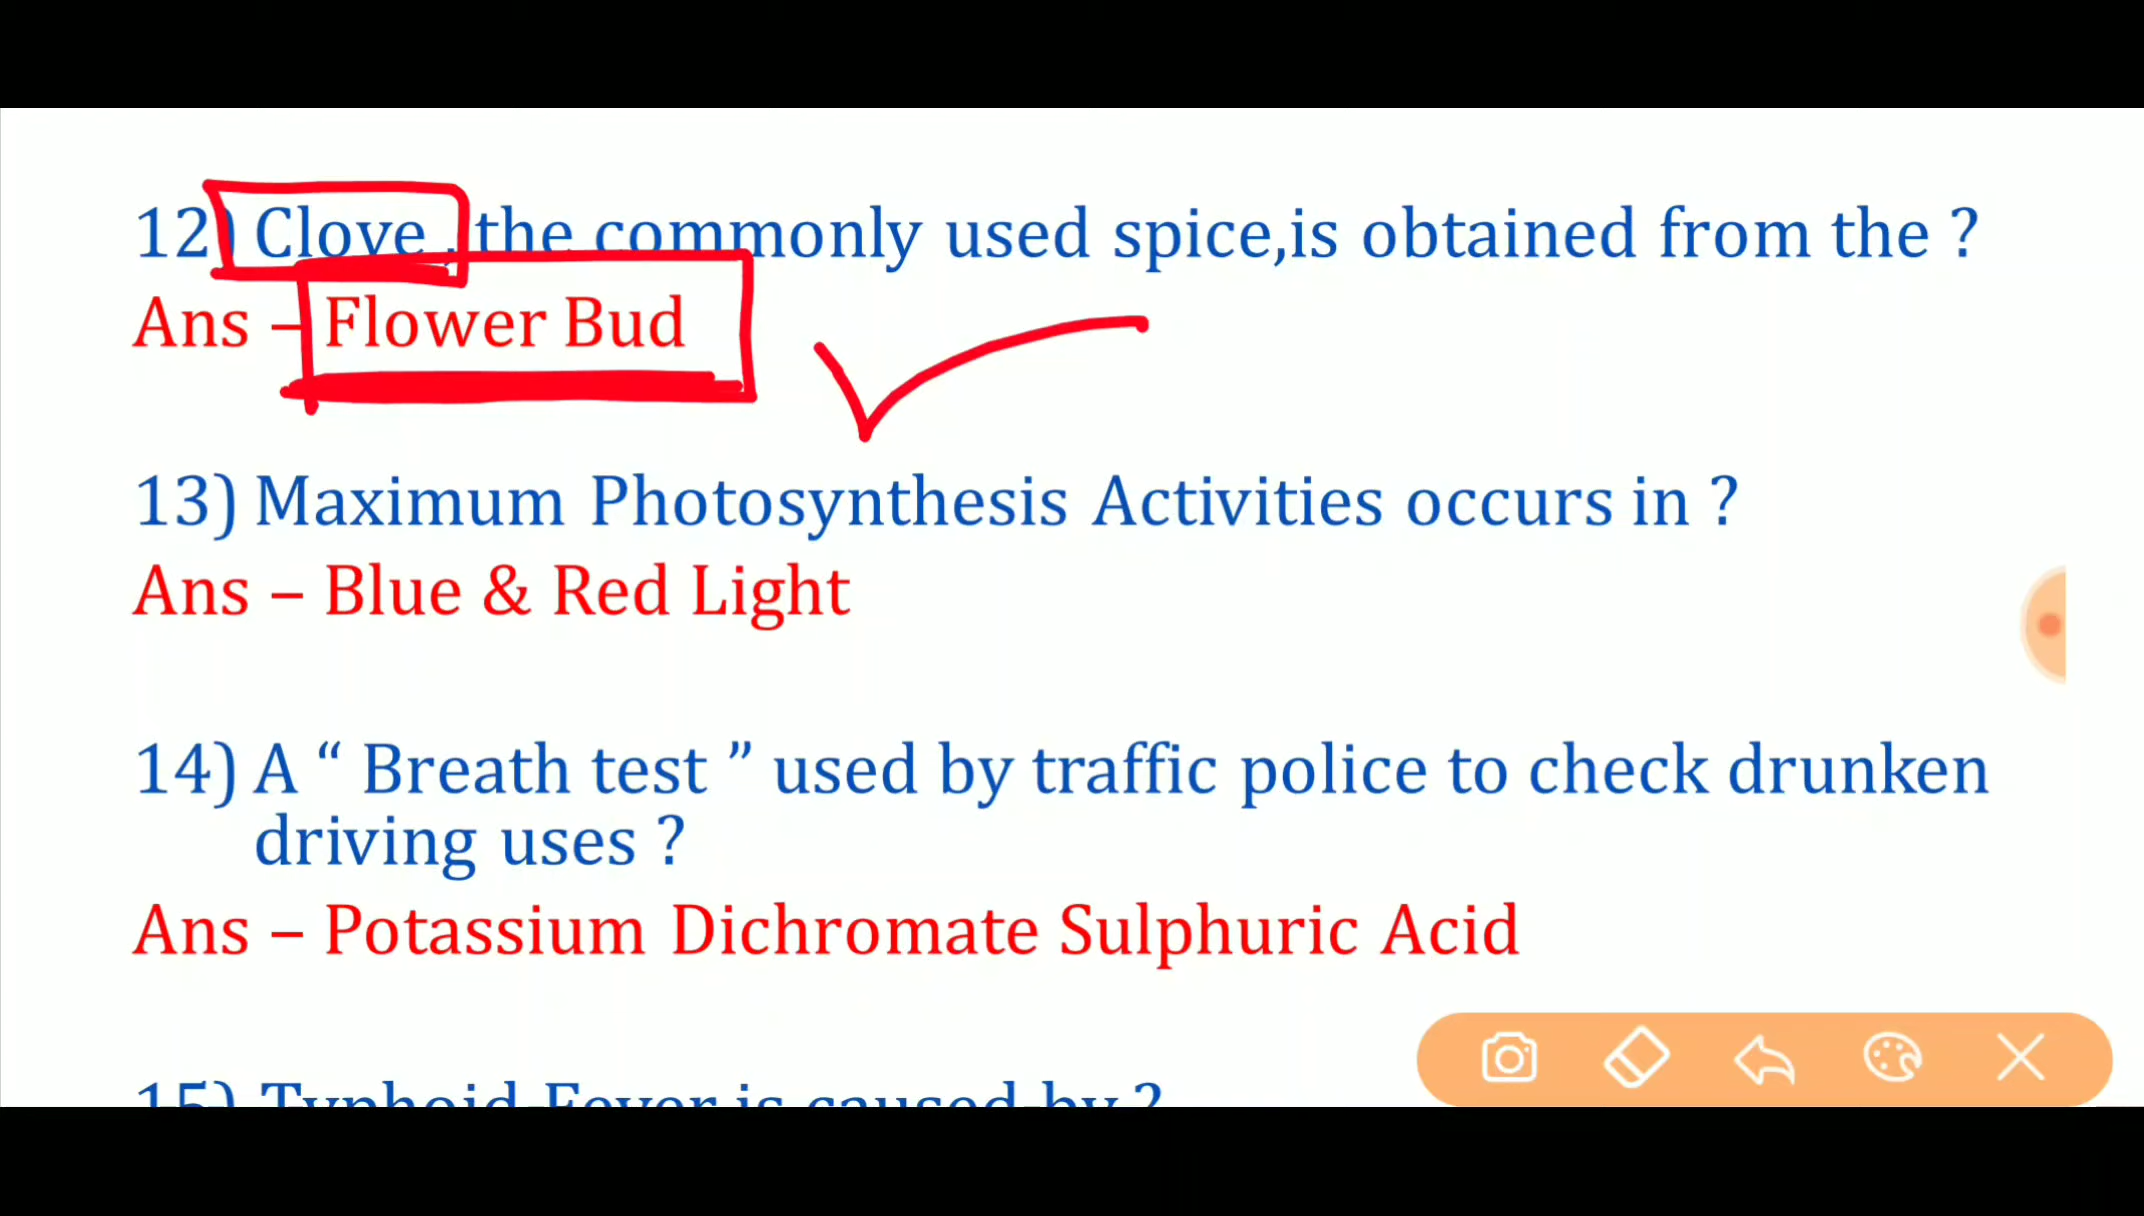 12) Clove , the commonly used spice,is obtained from the ?
Ans – Flower Bud
13) Maximum Photosynthesis Activities occurs in ?
Ans – Blue & Red Light
14) A “ Breath test ” used by traffic police to check drunken
driving uses ?
Ans – Potassium Dichromate Sulphuric Acid
15) Typhoid Fever is caused by ?